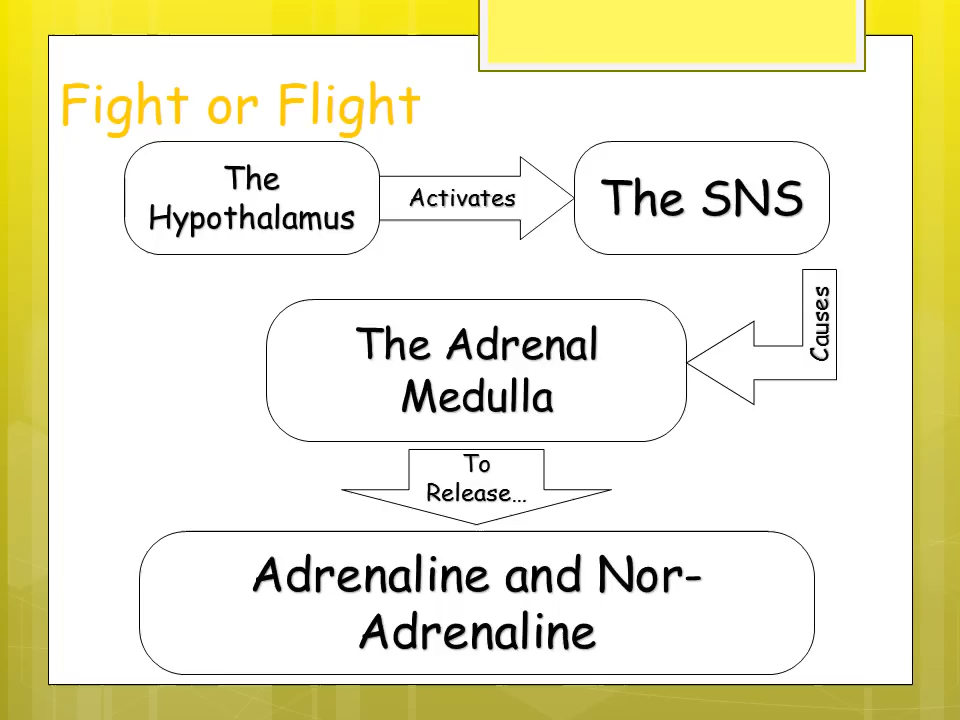 Fight or Flight
The
Hypothalamus
Activates
The SNS
Causes
The Adrenal
Medulla
To
Release…
Adrenaline and Nor-
Adrenaline